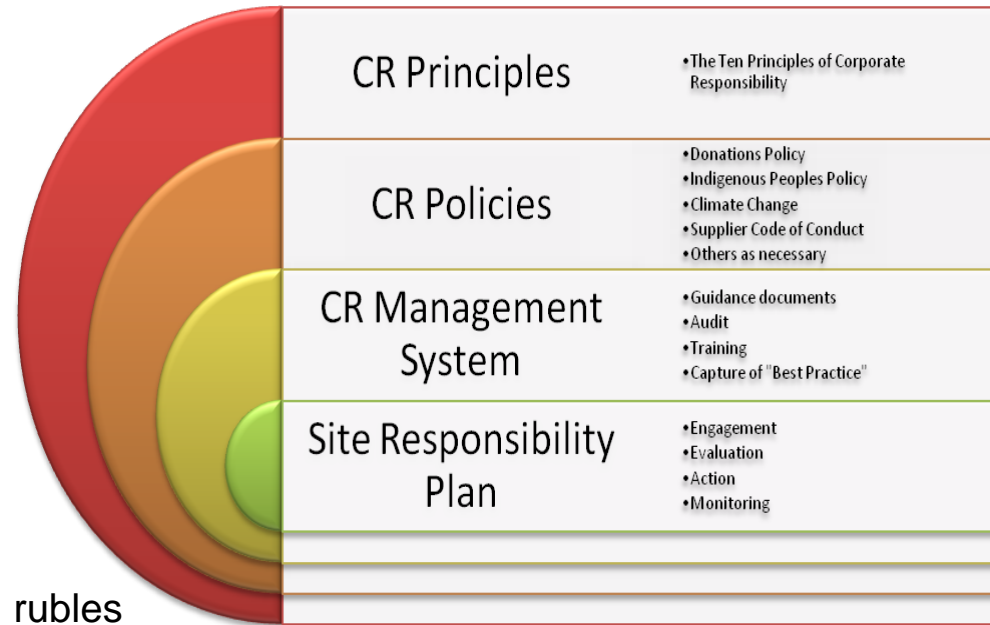 CR Principles
•The Ten Principles of Corporate
Responsibility
CR Policies
•Donations Policy
•Indigenous Peoples Policy
•Climate Change
•Supplier Code of Conduct
•Others as necessary
CR Management
System
•Guidance documents
•Audit
•Training
•Capture of "Best Practice"
Site Responsibility
Plan
•Engagement
•Evaluation
•Action
•Monitoring
rubles